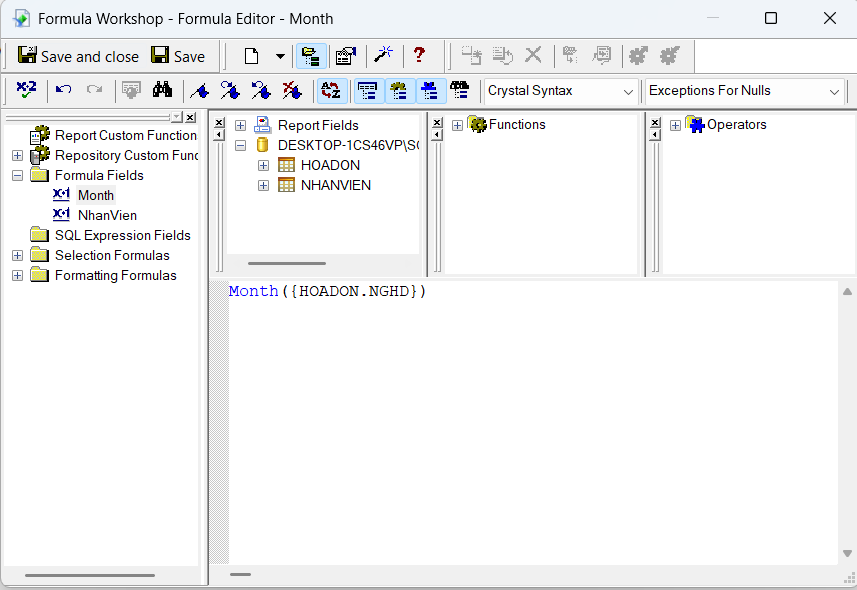 Formula Workshop - Formula Editor - Month
Save and close Save
Crystal Syntax Exceptions For Nulls
Report Custom Function
Repository Custom Func
Formula Fields
Month
NhanVien
SQL Expression Fields
Selection Formulas
Formatting Formulas
Report Fields
DESKTOP-1CS46VP\SQ
HOADON
NHANVIEN
Functions
Operators
Month({HOADON.NGHD})